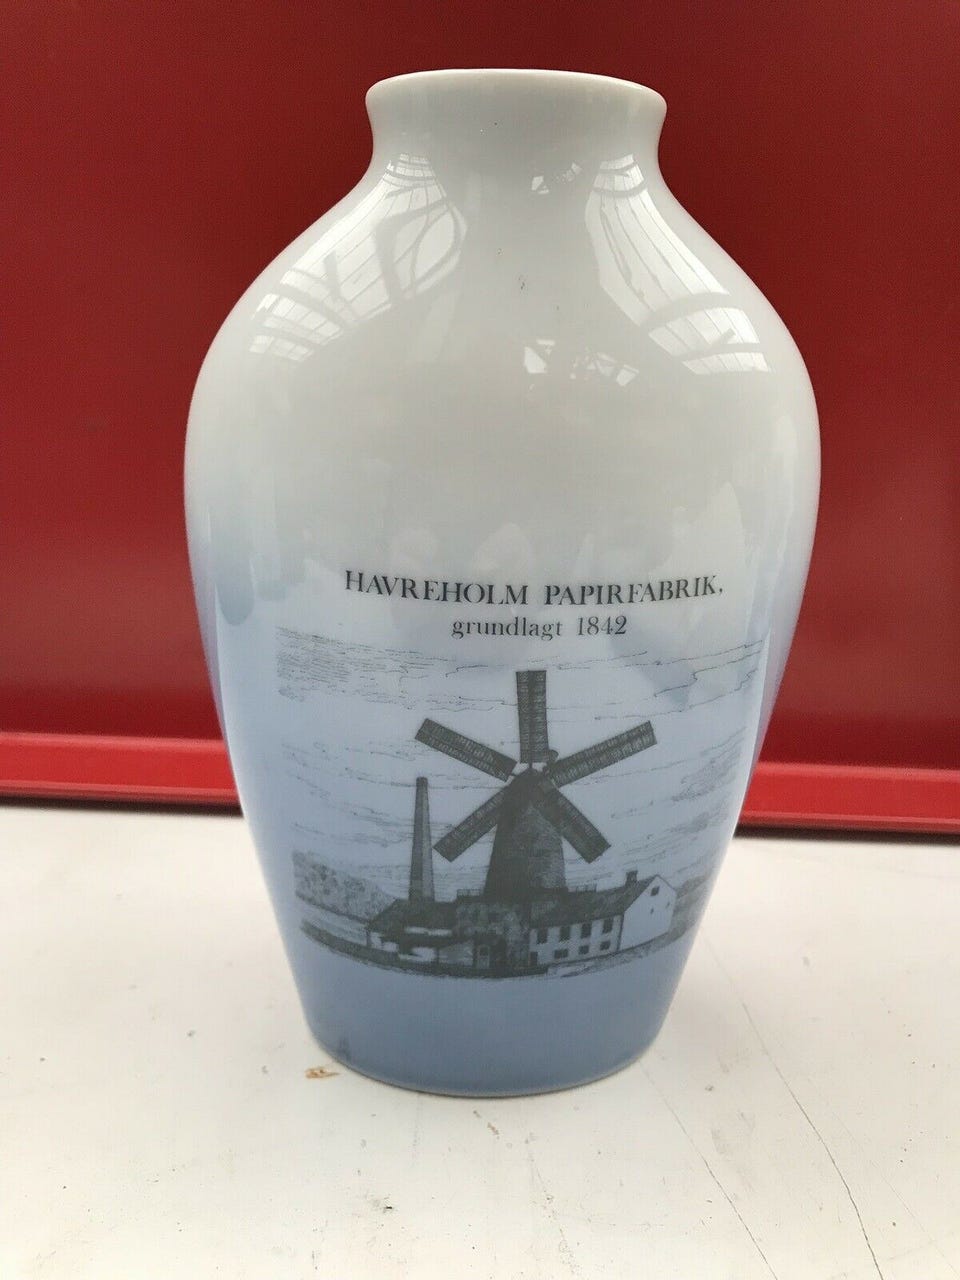 HAVREHOLM PAPIRFABRIK,
grundlagt 1842